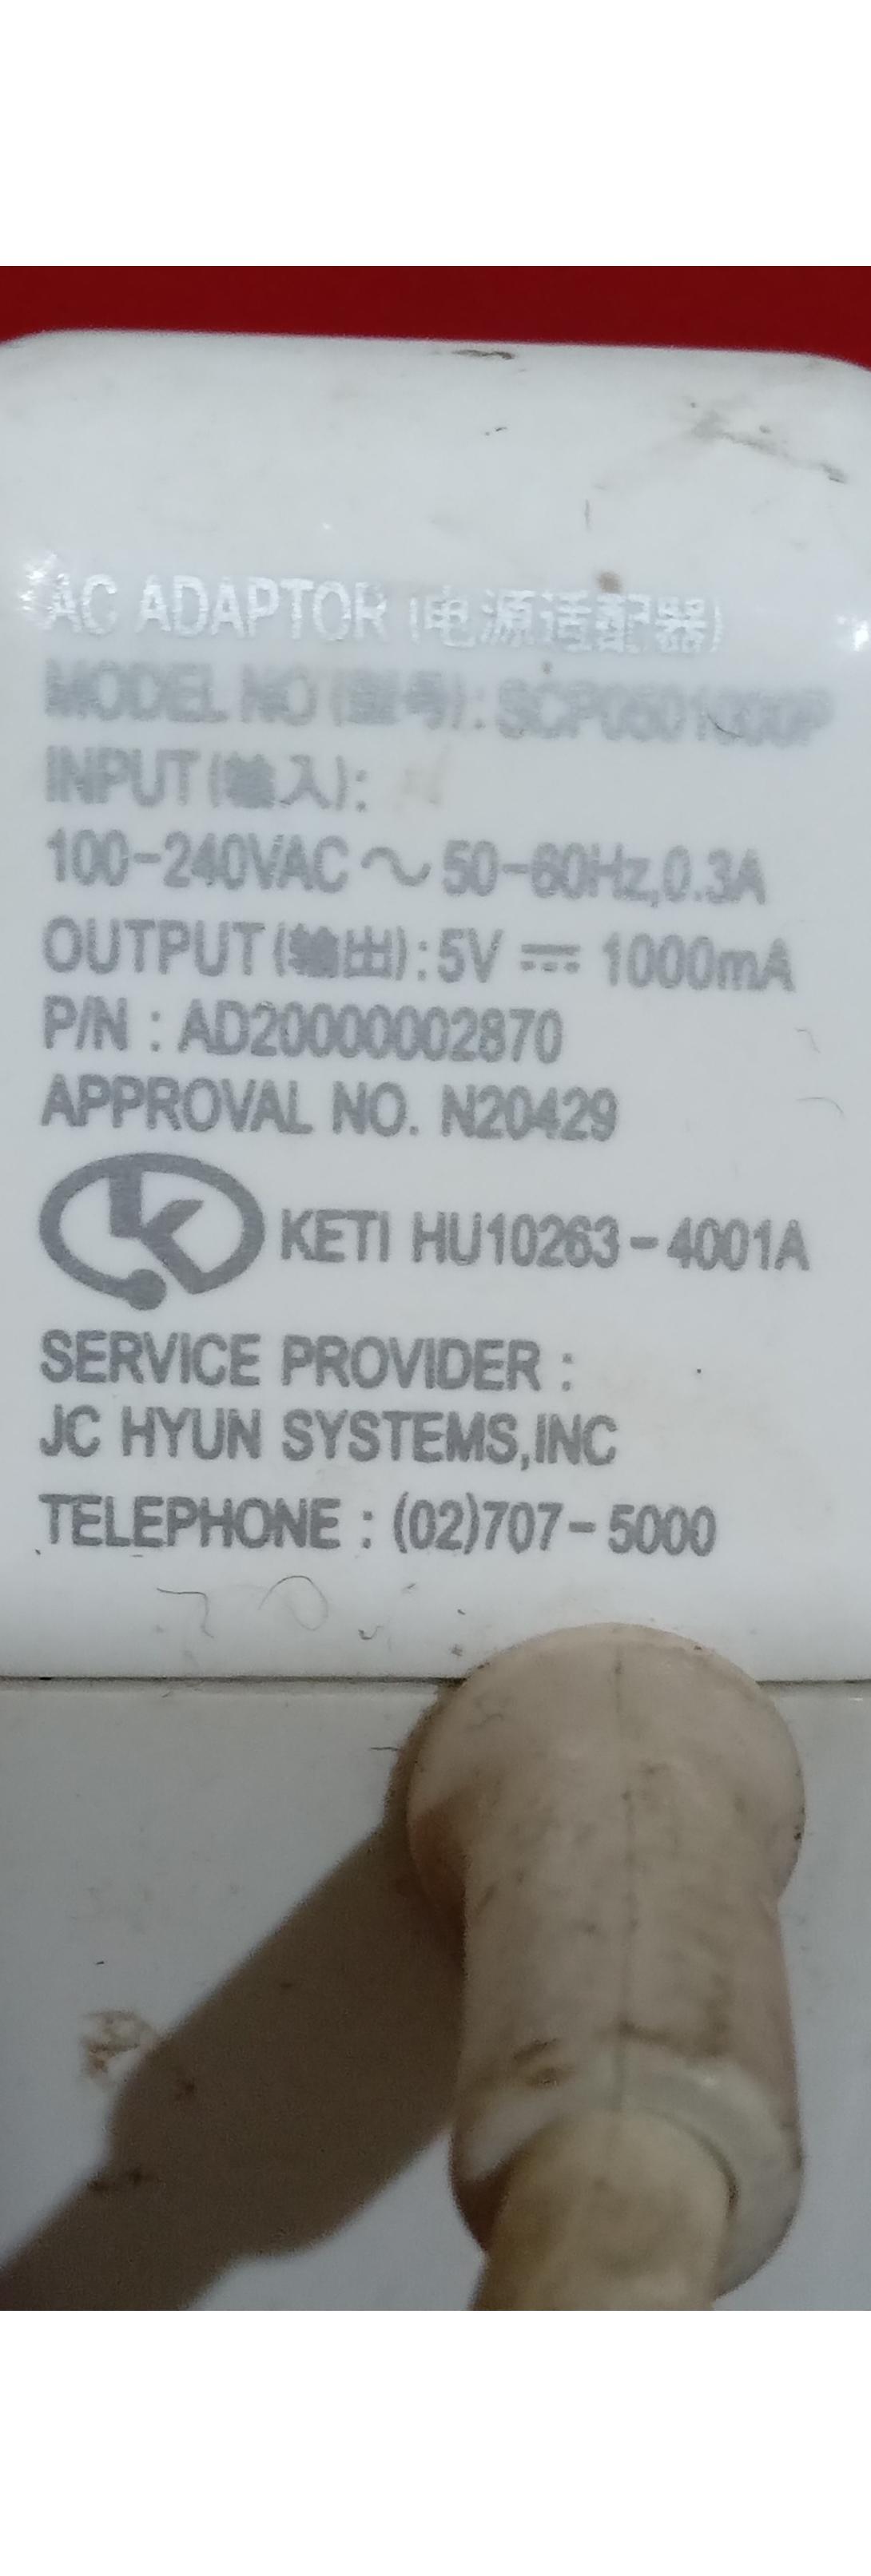 AC ADAPTOR (电源适配器)
MODEL NO (型号): SCP0501000P
INPUT (输入):
100-240VAC ～ 50-60Hz,0.3A
OUTPUT (输出): 5V ⎓ 1000mA
P/N : AD20000002870
APPROVAL NO. N20429
KETI HU10263-4001A
SERVICE PROVIDER :
JC HYUN SYSTEMS,INC
TELEPHONE : (02)707-5000